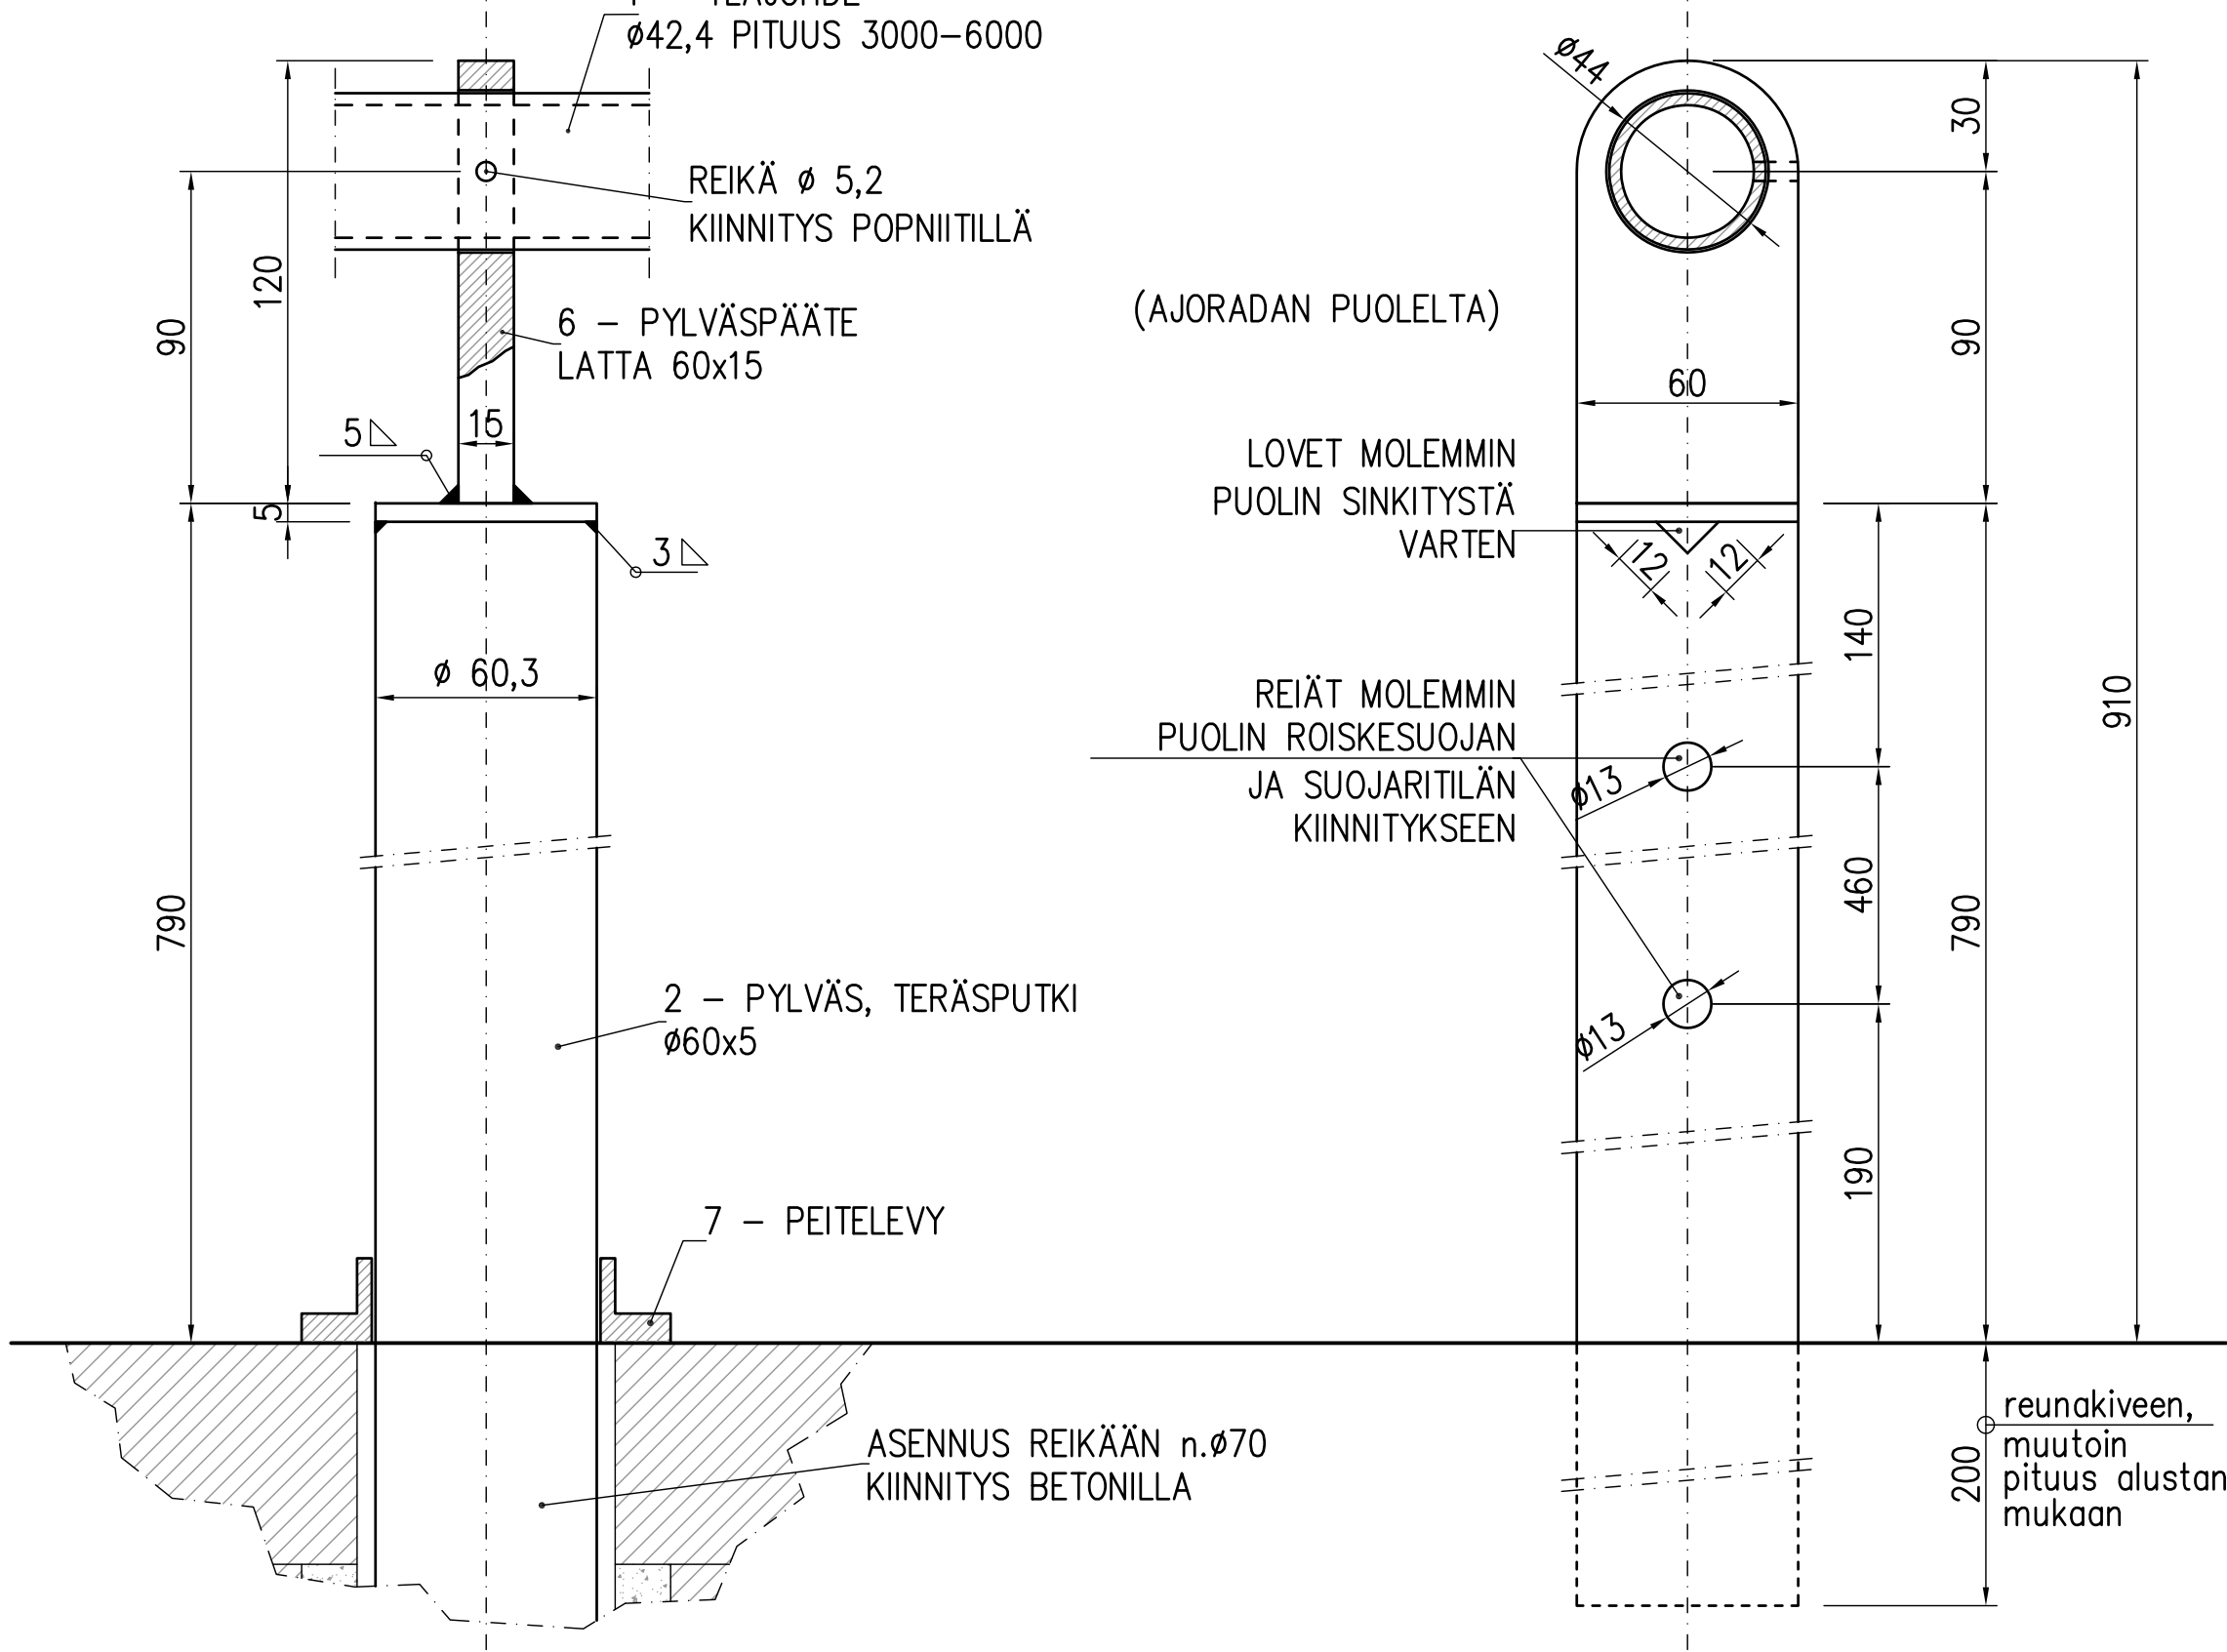 ø42,4 PITUUS 3000-6000
REIKÄ ø 5,2
KIINNITYS POPNIITILLÄ
120
90
6 - PYLVÄSPÄÄTE
LATTA 60x15
15
5
5
3
ø 60,3
790
2 - PYLVÄS, TERÄSPUTKI
ø60x5
7 - PEITELEVY
ASENNUS REIKÄÄN n.ø70
KIINNITYS BETONILLA
ø44
30
(AJORADAN PUOLELTA)
90
60
LOVET MOLEMMIN
PUOLIN SINKITYSTÄ
VARTEN
12
12
140
910
REIÄT MOLEMMIN
PUOLIN ROISKESUOJAN
JA SUOJARITILÄN
KIINNITYKSEEN
ø13
460
790
ø13
190
200
reunakiveen,
muutoin
pituus alustan
mukaan